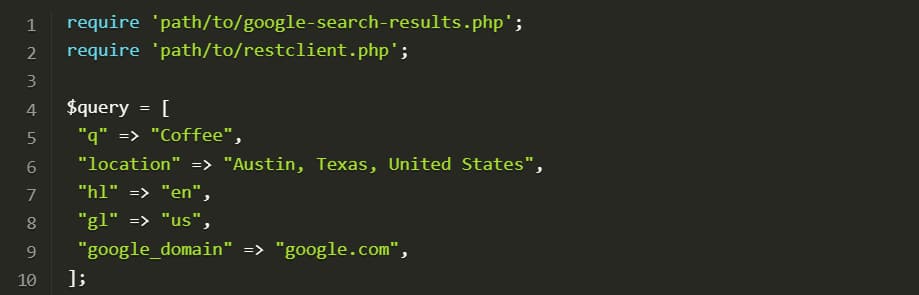 1 require 'path/to/google-search-results.php';
2 require 'path/to/restclient.php';
3
4 $query = [
5  "q" => "Coffee",
6  "location" => "Austin, Texas, United States",
7  "hl" => "en",
8  "gl" => "us",
9  "google_domain" => "google.com",
10 ];